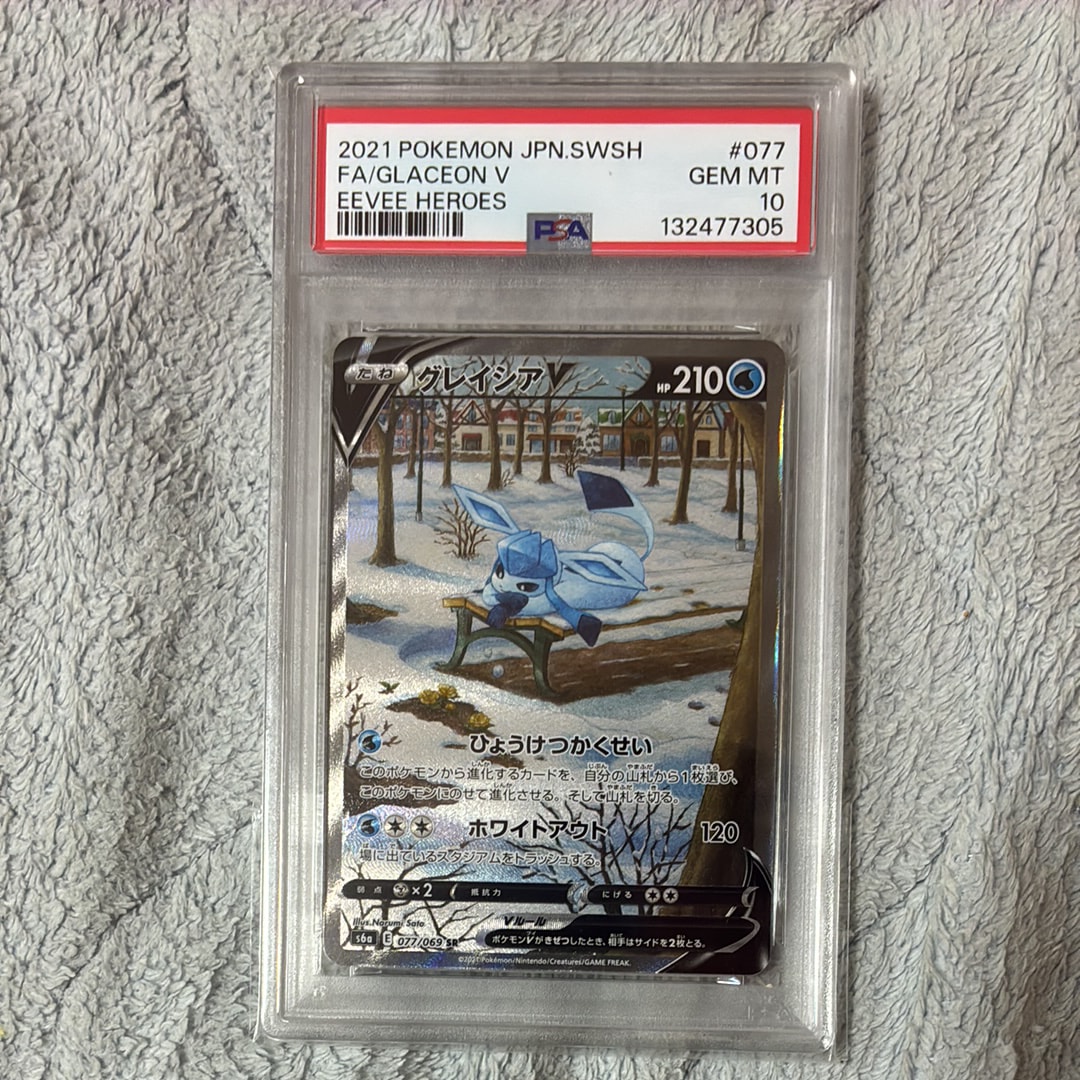 2021 POKEMON JPN.SWSH #077
FA/GLACEON V GEM MT
EEVEE HEROES 10
PSA 132477305
たね グレイシアV HP 210
ひょうけつかくせい
このポケモンから進化するカードを、自分の山札から1枚選び、
このポケモンにのせて進化させる。そして山札を切る。
ホワイトアウト 120
場に出ているスタジアムをトラッシュする。
弱点 ×2 抵抗力 にげる
Illus. Narumi Sato
Vルール
s6a E 077/069 SR ポケモンVがきぜつしたとき、相手はサイドを2枚とる。
©2021 Pokémon/Nintendo/Creatures/GAME FREAK.